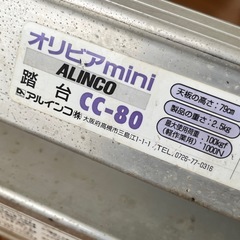 オリビアmini
ALINCO
踏台 CC-80
アルインコ㈱
大阪府高槻市三島江1-1-1 TEL.0726-77-0316
天板の高さ：79cm
製品の重さ：2.5kg
最大使用荷重：100kgf
(軽作業用)：1000N